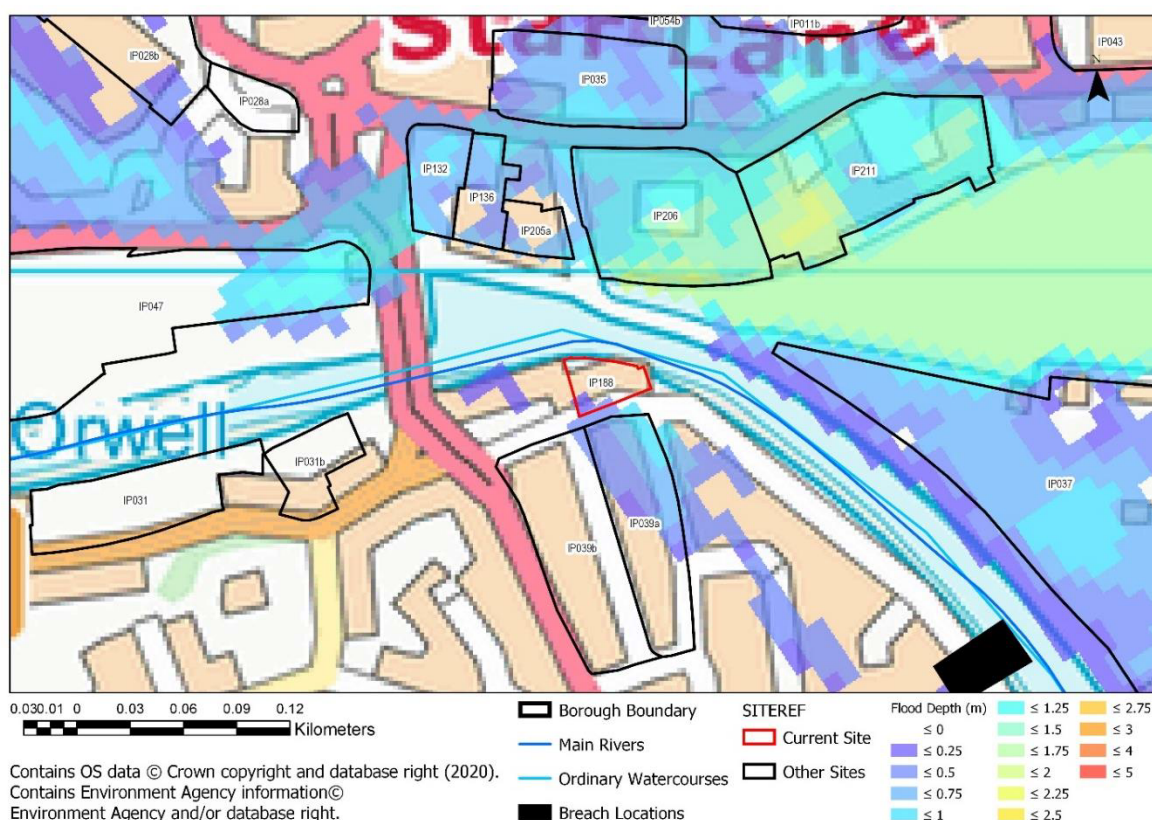 Star Lane
IP054b
IP011b
IP043
IP028b
IP028a
IP035
N
IP132
IP136
IP205a
IP206
IP211
IP047
IP188
Orwell
IP031b
IP031
IP039a
IP039b
IP037
0.030.01 0 0.03 0.06 0.09 0.12
Kilometers
Contains OS data © Crown copyright and database right (2020).
Contains Environment Agency information©
Environment Agency and/or database right.
Borough Boundary
Main Rivers
Ordinary Watercourses
Breach Locations
SITEREF
Current Site
Other Sites
Flood Depth (m)
≤ 0
≤ 0.25
≤ 0.5
≤ 0.75
≤ 1
≤ 1.25
≤ 1.5
≤ 1.75
≤ 2
≤ 2.25
≤ 2.5
≤ 2.75
≤ 3
≤ 4
≤ 5